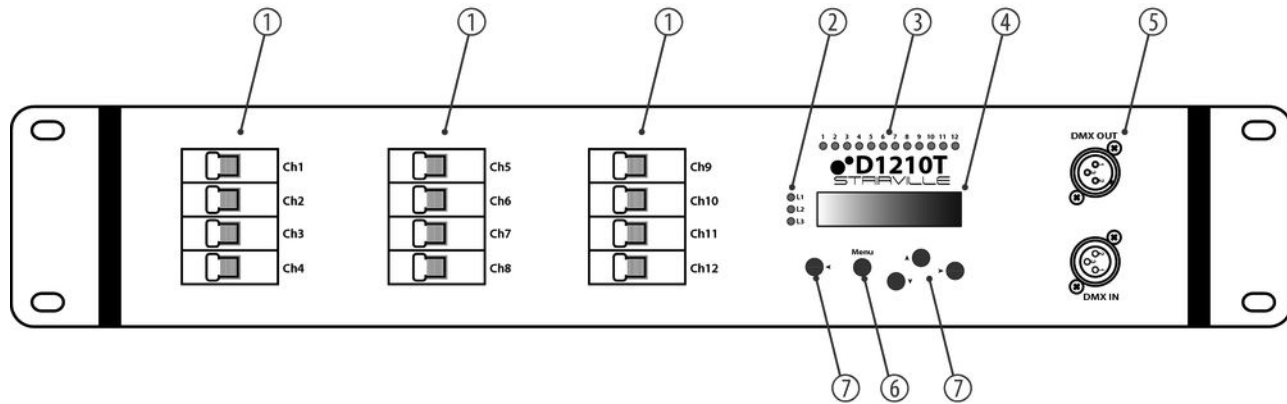 ① ① ① ② ③ ④ ⑤
1 2 3 4 5 6 7 8 9 10 11 12
D1210T
STAIRVILLE
L1
L2
L3
Ch1
Ch2
Ch3
Ch4
Ch5
Ch6
Ch7
Ch8
Ch9
Ch10
Ch11
Ch12
Menu
DMX OUT
DMX IN
⑦ ⑥ ⑦